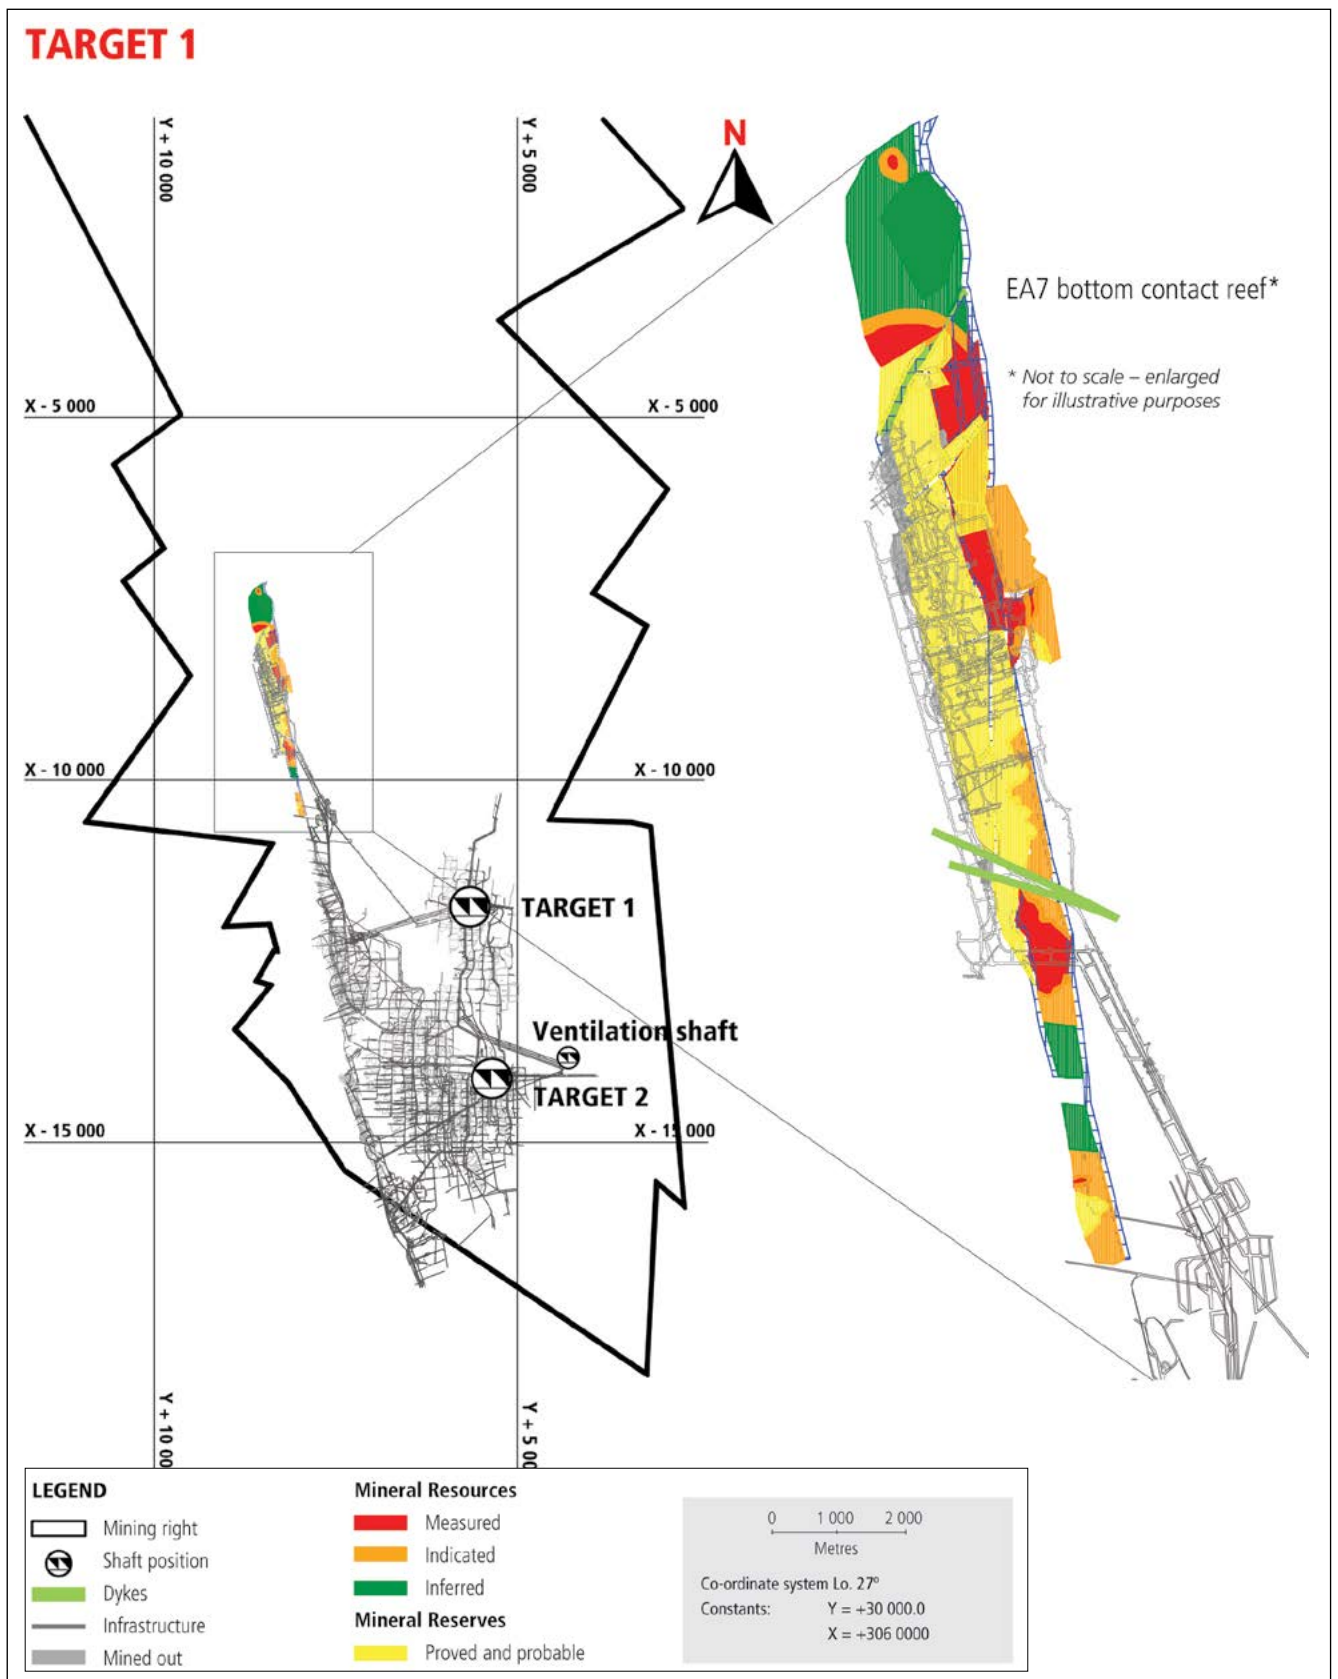 TARGET 1
Y + 10 000
Y + 5 000
N
EA7 bottom contact reef*
* Not to scale – enlarged
for illustrative purposes
X - 5 000
X - 5 000
X - 10 000
X - 10 000
TARGET 1
Ventilation shaft
TARGET 2
X - 15 000
X - 15 000
Y + 10 00
Y + 5 00
LEGEND
Mining right
Shaft position
Dykes
Infrastructure
Mined out
Mineral Resources
Measured
Indicated
Inferred
Mineral Reserves
Proved and probable
0 1 000 2 000
Metres
Co-ordinate system Lo. 27º
Constants: Y = +30 000.0
X = +306 0000